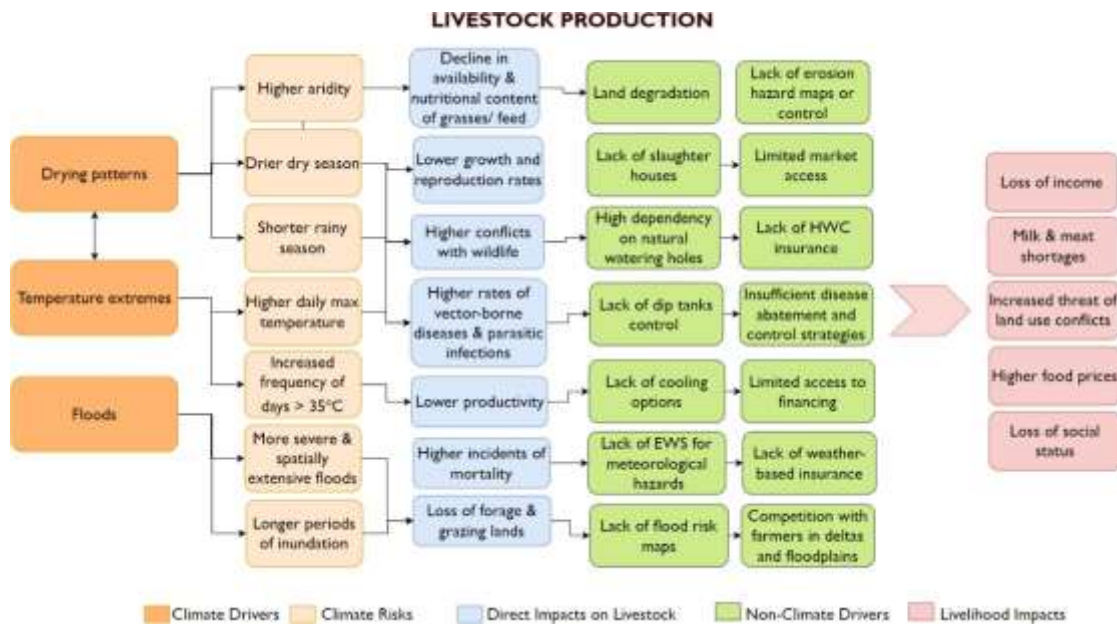 LIVESTOCK PRODUCTION
Drying patterns
Temperature extremes
Floods
Higher aridity
Drier dry season
Shorter rainy
season
Higher daily max
temperature
Increased
frequency of
days > 35°C
More severe &
spatially
extensive floods
Longer periods
of inundation
Decline in
availability &
nutritional content
of grasses/ feed
Lower growth and
reproduction rates
Higher conflicts
with wildlife
Higher rates of
vector-borne
diseases & parasitic
infections
Lower productivity
Higher incidents of
mortality
Loss of forage &
grazing lands
Land degradation
Lack of slaughter
houses
High dependency
on natural
watering holes
Lack of dip tanks
control
Lack of cooling
options
Lack of EWS for
meteorological
hazards
Lack of flood risk
maps
Lack of erosion
hazard maps or
control
Limited market
access
Lack of HWC
insurance
Insufficient disease
abatement and
control strategies
Limited access to
financing
Lack of weather-
based insurance
Competition with
farmers in deltas
and floodplains
Loss of income
Milk & meat
shortages
Increased threat of
land use conflicts
Higher food prices
Loss of social
status
Climate Drivers
Climate Risks
Direct Impacts on Livestock
Non-Climate Drivers
Livelihood Impacts